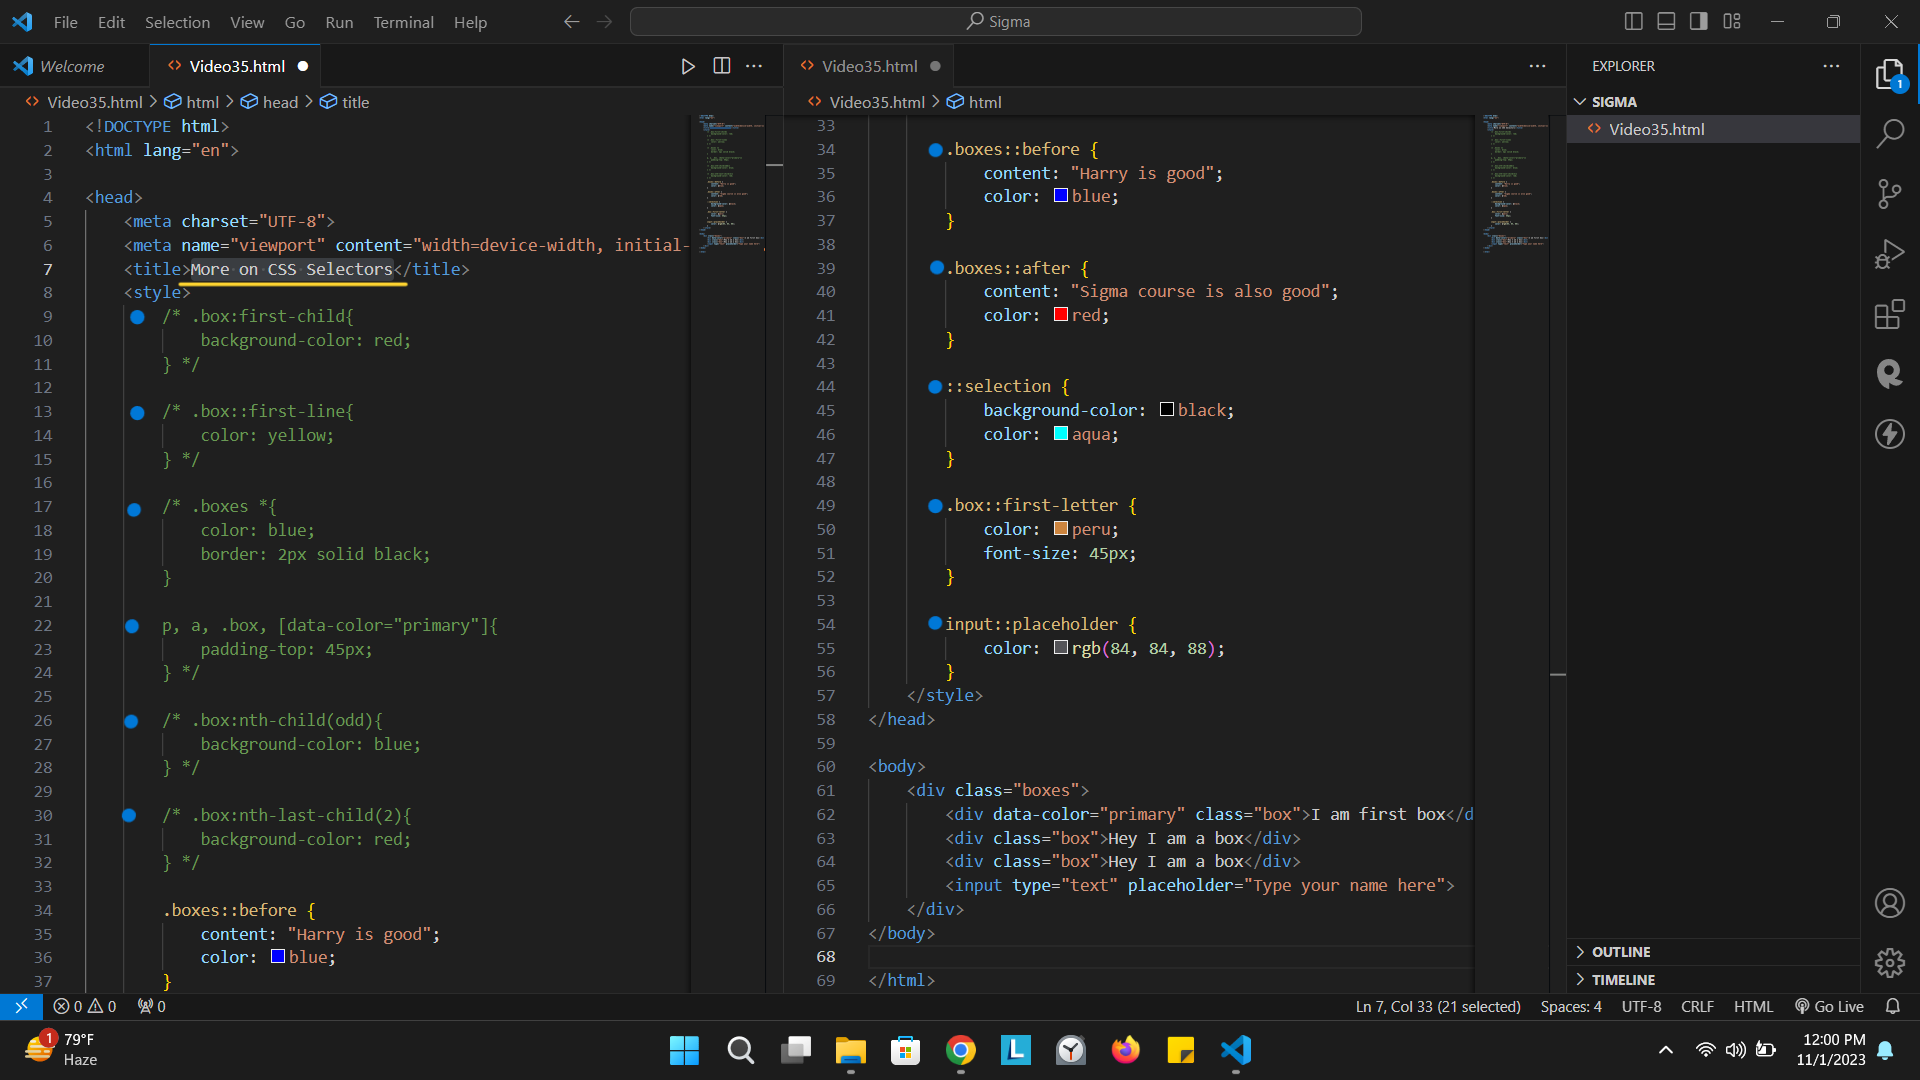 File Edit Selection View Go Run Terminal Help
Sigma
Welcome
Video35.html
Video35.html > html > head > title
1 <!DOCTYPE html>
2 <html lang="en">
3
4 <head>
5 <meta charset="UTF-8">
6 <meta name="viewport" content="width=device-width, initial-
7 <title>More on CSS Selectors</title>
8 <style>
9 /* .box:first-child{
10 background-color: red;
11 } */
12
13 /* .box::first-line{
14 color: yellow;
15 } */
16
17 /* .boxes *{
18 color: blue;
19 border: 2px solid black;
20 }
21
22 p, a, .box, [data-color="primary"]{
23 padding-top: 45px;
24 } */
25
26 /* .box:nth-child(odd){
27 background-color: blue;
28 } */
29
30 /* .box:nth-last-child(2){
31 background-color: red;
32 } */
33
34 .boxes::before {
35 content: "Harry is good";
36 color: blue;
37 }
Video35.html
Video35.html > html
33
34 .boxes::before {
35 content: "Harry is good";
36 color: blue;
37 }
38
39 .boxes::after {
40 content: "Sigma course is also good";
41 color: red;
42 }
43
44 ::selection {
45 background-color: black;
46 color: aqua;
47 }
48
49 .box::first-letter {
50 color: peru;
51 font-size: 45px;
52 }
53
54 input::placeholder {
55 color: rgb(84, 84, 88);
56 }
57 </style>
58 </head>
59
60 <body>
61 <div class="boxes">
62 <div data-color="primary" class="box">I am first box</d
63 <div class="box">Hey I am a box</div>
64 <div class="box">Hey I am a box</div>
65 <input type="text" placeholder="Type your name here">
66 </div>
67 </body>
68
69 </html>
EXPLORER
SIGMA
Video35.html
OUTLINE
TIMELINE
1
0 0 0
Ln 7, Col 33 (21 selected) Spaces: 4 UTF-8 CRLF HTML Go Live
1
79°F
Haze
L
12:00 PM
11/1/2023